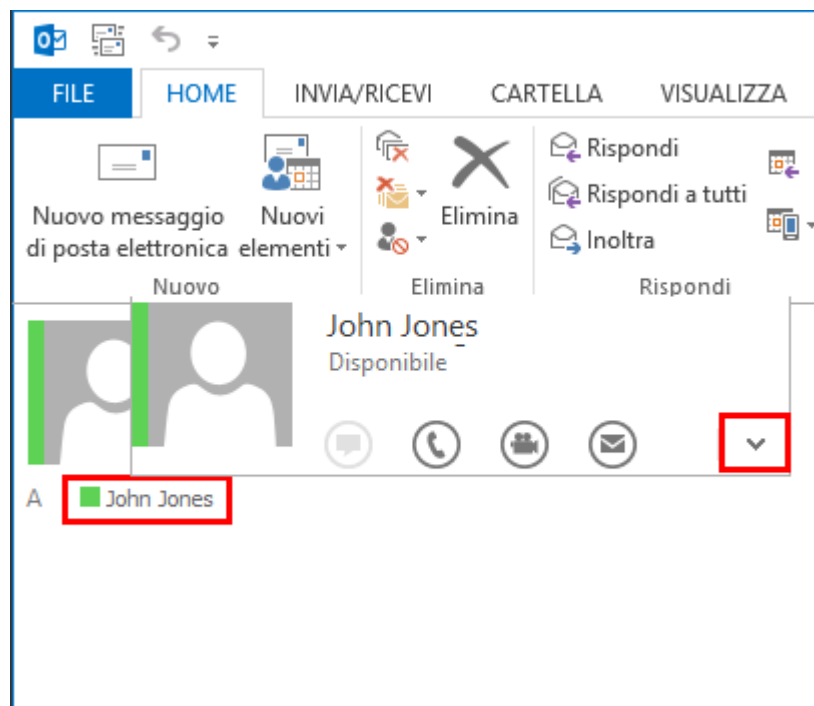 FILE HOME INVIA/RICEVI CARTELLA VISUALIZZA
Nuovo messaggio
di posta elettronica
Nuovi
elementi
Elimina
Rispondi
Rispondi a tutti
Inoltra
Nuovo Elimina Rispondi
John Jones
Disponibile
A John Jones